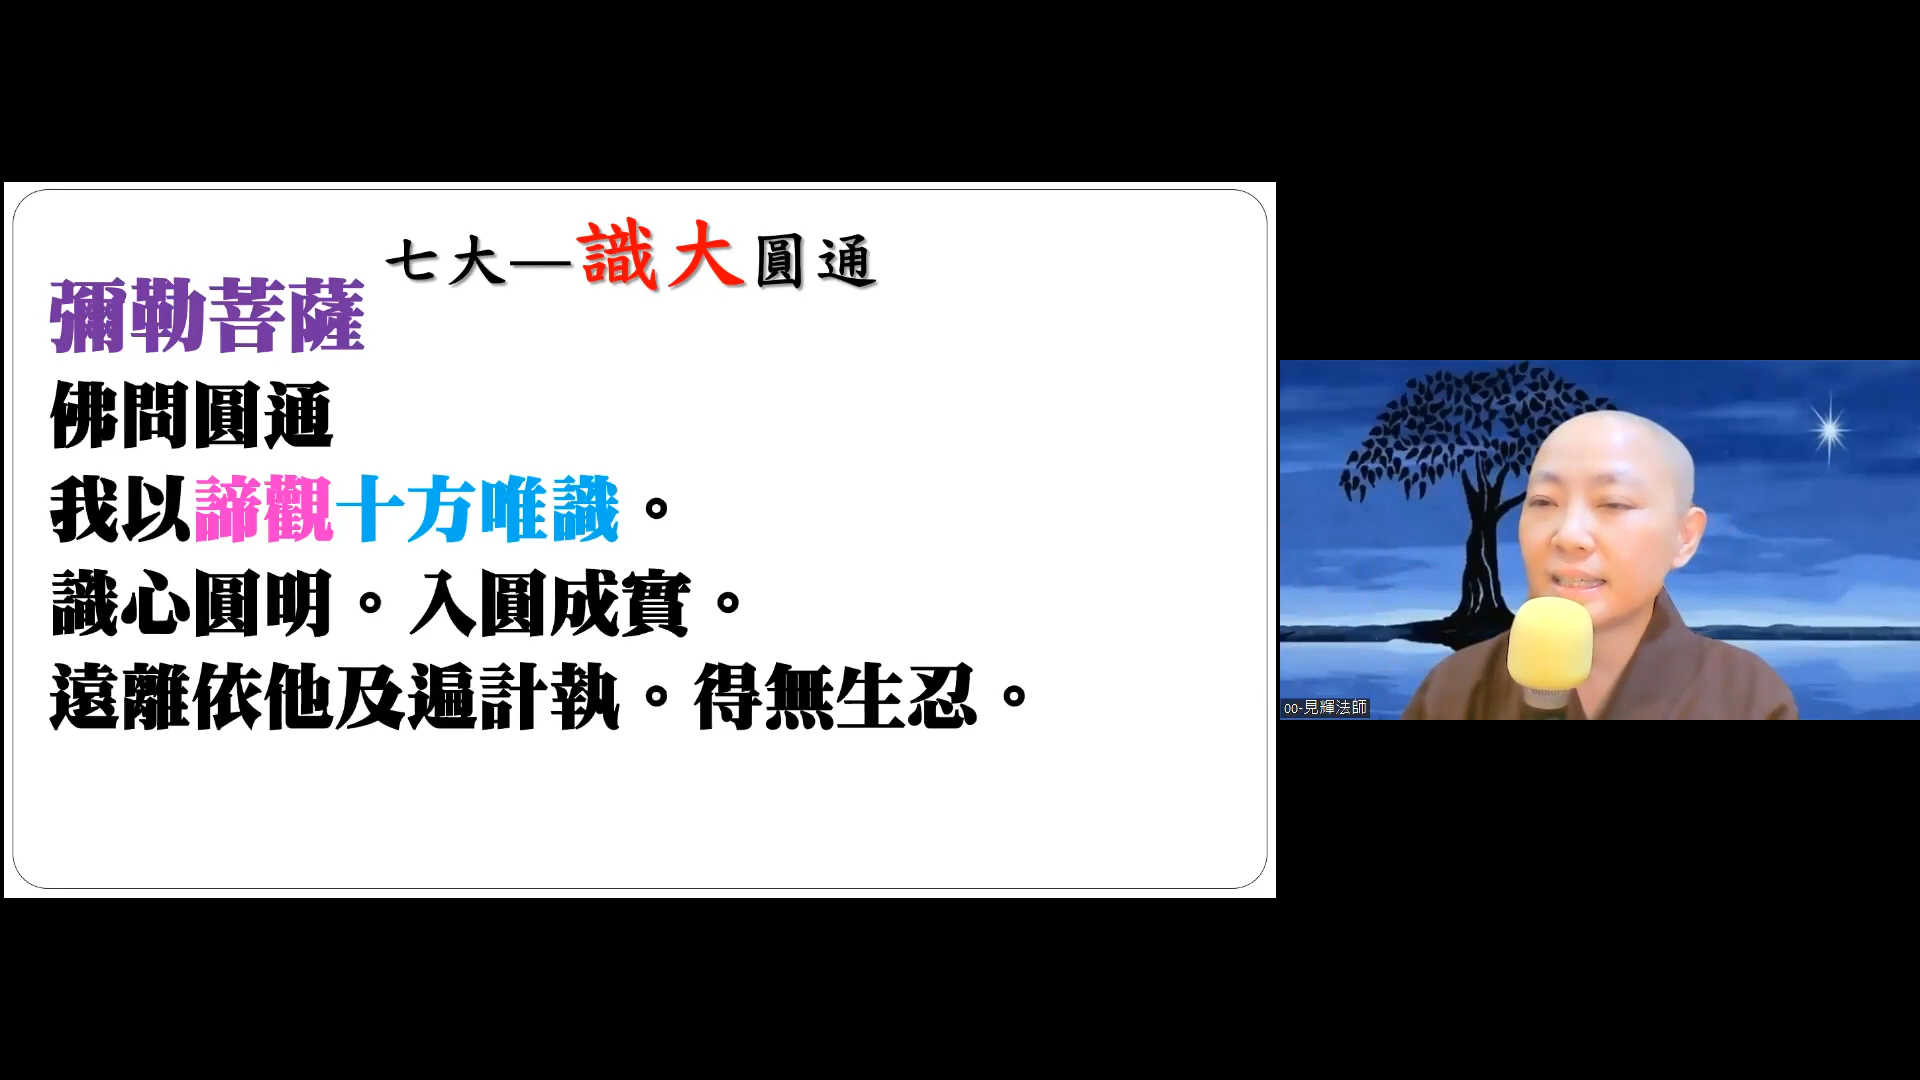 七大—識大圓通
彌勒菩薩
佛問圓通
我以諦觀十方唯識。
識心圓明。入圓成實。
遠離依他及遍計執。得無生忍。
oo-見輝法師